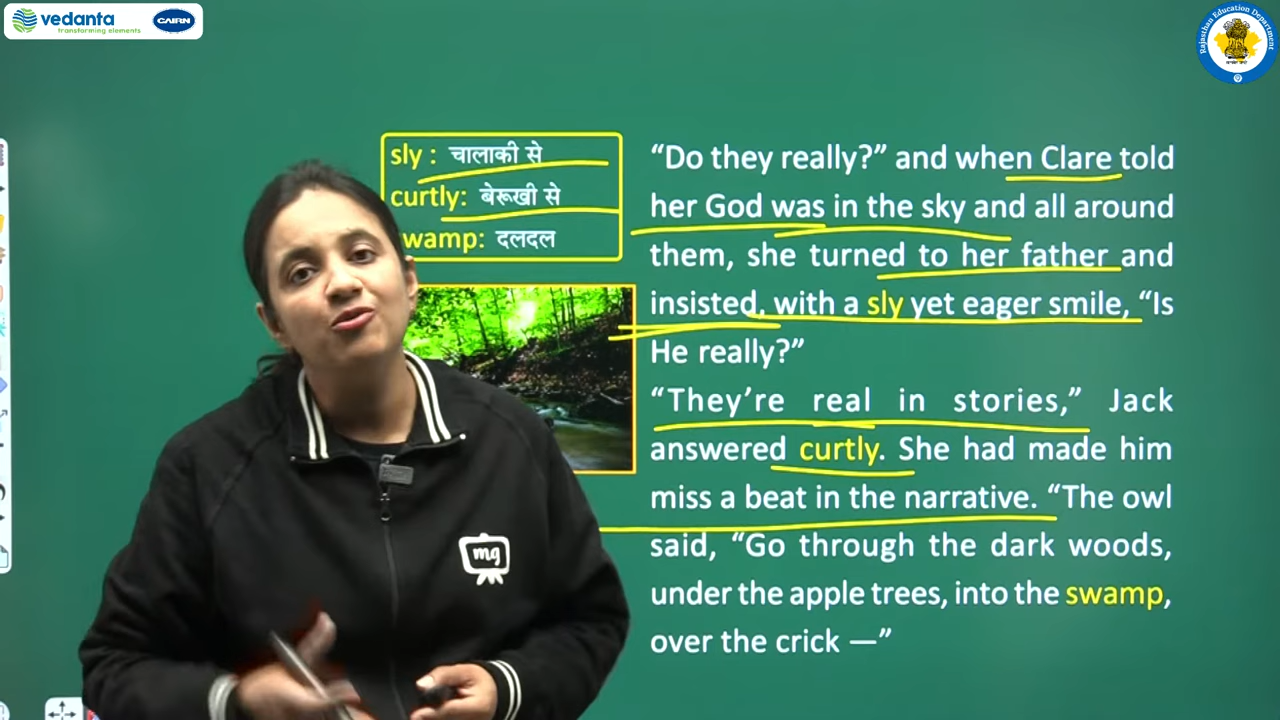 vedanta
transforming elements
CAIRN
Rajasthan Education Department
sly : चालाकी से
curtly: बेरूखी से
wamp: दलदल
“Do they really?” and when Clare told
her God was in the sky and all around
them, she turned to her father and
insisted, with a sly yet eager smile, “Is
He really?”
“They’re real in stories,” Jack
answered curtly. She had made him
miss a beat in the narrative. “The owl
said, “Go through the dark woods,
under the apple trees, into the swamp,
over the crick —”
mg